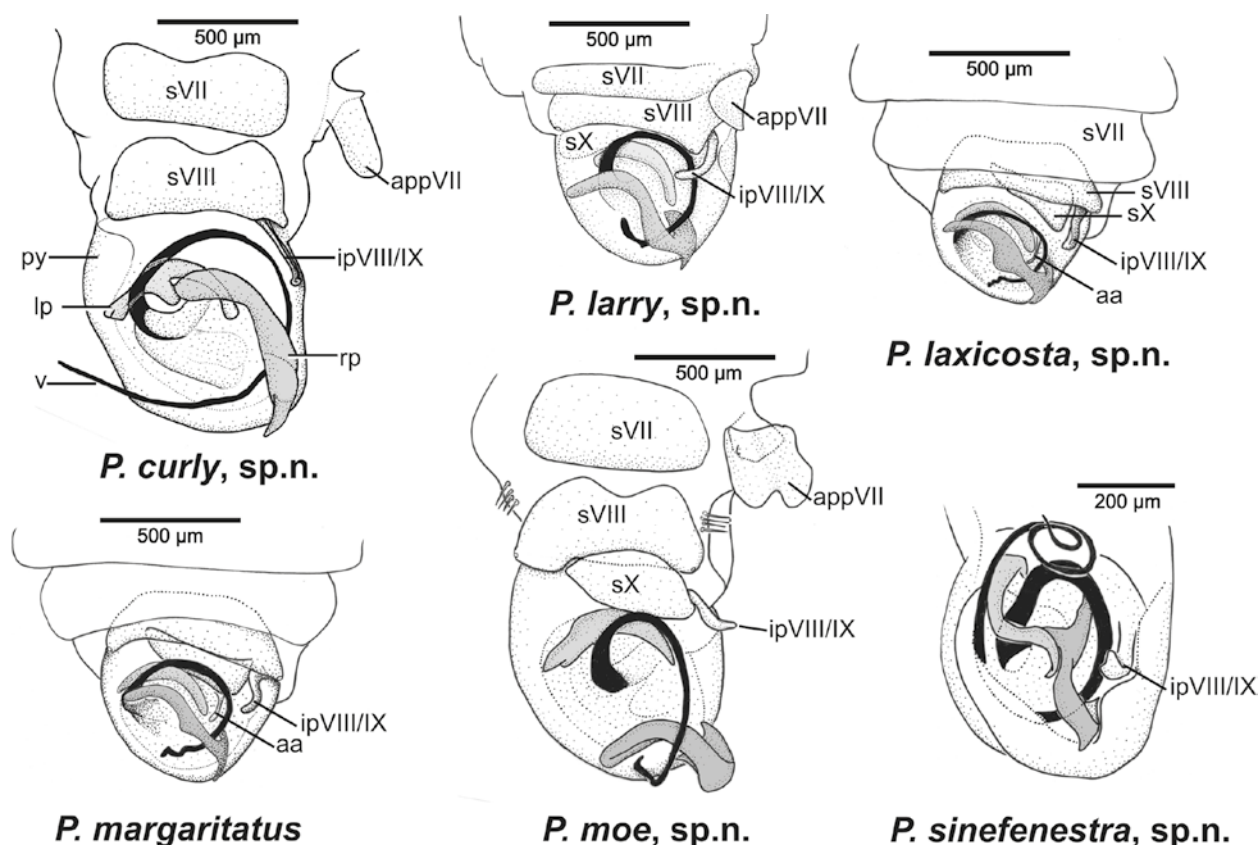 500 µm
sVII
sVIII
appVII
py
ipVIII/IX
lp
rp
v
P. curly, sp.n.
500 µm
sVII
sVIII
appVII
sX
ipVIII/IX
P. larry, sp.n.
500 µm
sVII
sVIII
sX
ipVIII/IX
aa
P. laxicosta, sp.n.
500 µm
ipVIII/IX
aa
P. margaritatus
500 µm
sVII
appVII
sVIII
sX
ipVIII/IX
P. moe, sp.n.
200 µm
ipVIII/IX
P. sinefenestra, sp.n.